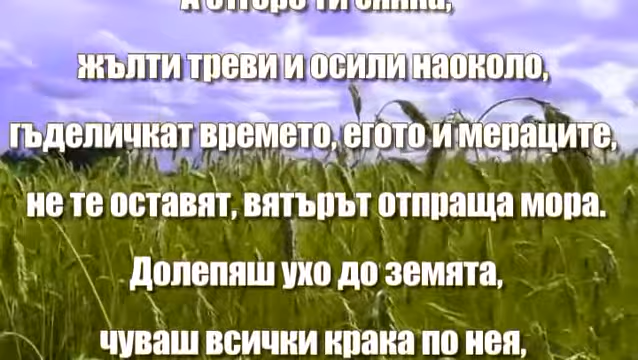 жълти треви и осили наоколо,
гъделичкат времето, егото и мераците,
не те оставят, вятърът отпраща мора.
Долепяш ухо до земята,
чуваш всички крака по нея,